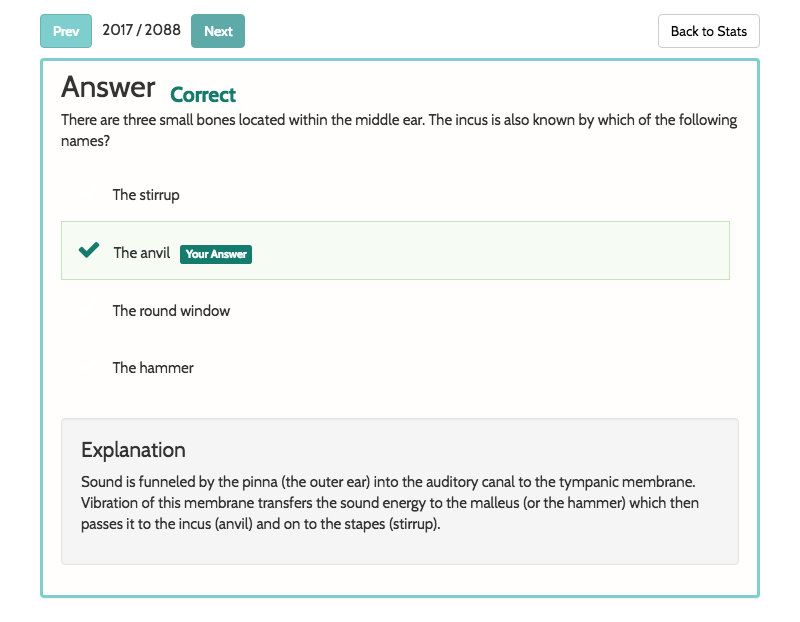 Prev 2017 / 2088 Next Back to Stats
Answer Correct
There are three small bones located within the middle ear. The incus is also known by which of the following
names?
The stirrup
The anvil Your Answer
The round window
The hammer
Explanation
Sound is funneled by the pinna (the outer ear) into the auditory canal to the tympanic membrane.
Vibration of this membrane transfers the sound energy to the malleus (or the hammer) which then
passes it to the incus (anvil) and on to the stapes (stirrup).